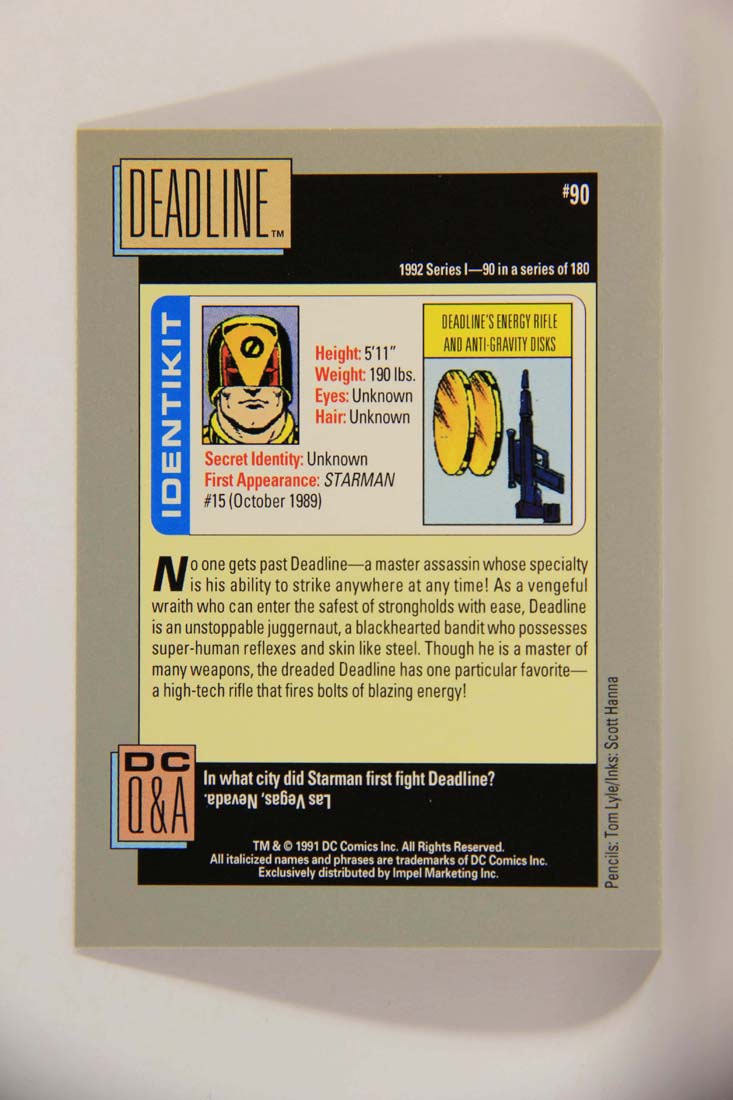 DEADLINE™
#90
1992 Series I—90 in a series of 180
IDENTIKIT
Height: 5'11"
Weight: 190 lbs.
Eyes: Unknown
Hair: Unknown
Secret Identity: Unknown
First Appearance: STARMAN
#15 (October 1989)
DEADLINE'S ENERGY RIFLE
AND ANTI-GRAVITY DISKS
No one gets past Deadline—a master assassin whose specialty
is his ability to strike anywhere at any time! As a vengeful
wraith who can enter the safest of strongholds with ease, Deadline
is an unstoppable juggernaut, a blackhearted bandit who possesses
super-human reflexes and skin like steel. Though he is a master of
many weapons, the dreaded Deadline has one particular favorite—
a high-tech rifle that fires bolts of blazing energy!
DC
Q&A
In what city did Starman first fight Deadline?
Las Vegas, Nevada.
TM & © 1991 DC Comics Inc. All Rights Reserved.
All italicized names and phrases are trademarks of DC Comics Inc.
Exclusively distributed by Impel Marketing Inc.
Pencils: Tom Lyle/Inks: Scott Hanna